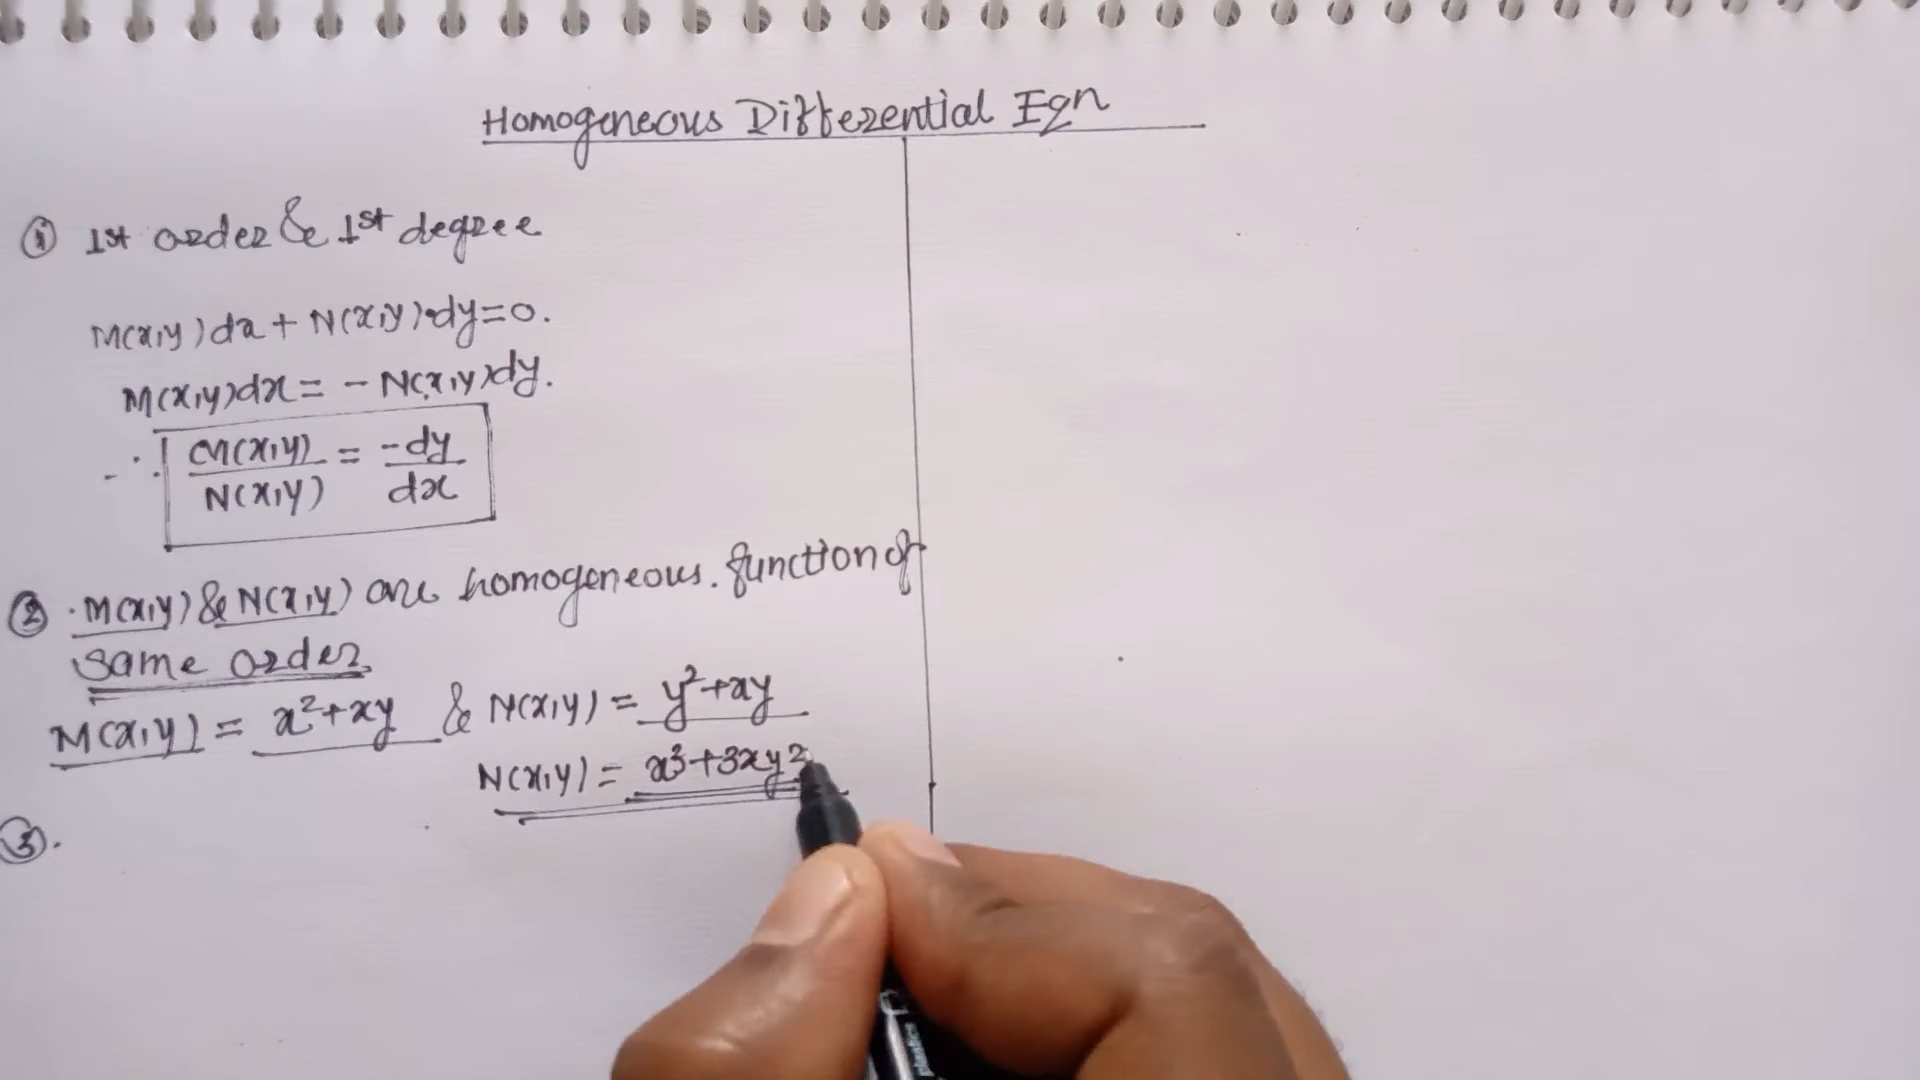 Homogeneous Differential Eqn
① 1st order & 1st degree
M(x,y)dx + N(x,y)·dy=0.
M(x,y)dx = - N(x,y)dy.
∴ M(x,y)/N(x,y) = -dy/dx
② M(x,y) & N(x,y) are homogeneous. function of
same order
M(x,y) = x²+xy & N(x,y) = y²+xy
N(x,y) = x³+3xy²
③.